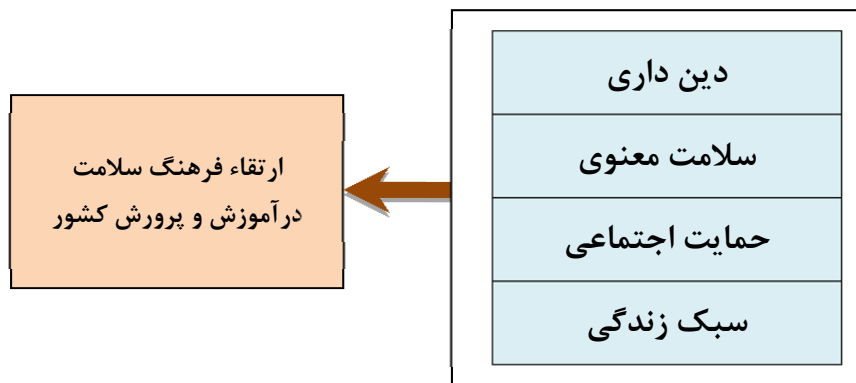 دین داری
سلامت معنوی
حمایت اجتماعی
سبک زندگی
ارتقاء فرهنگ سلامت
درآموزش و پرورش کشور